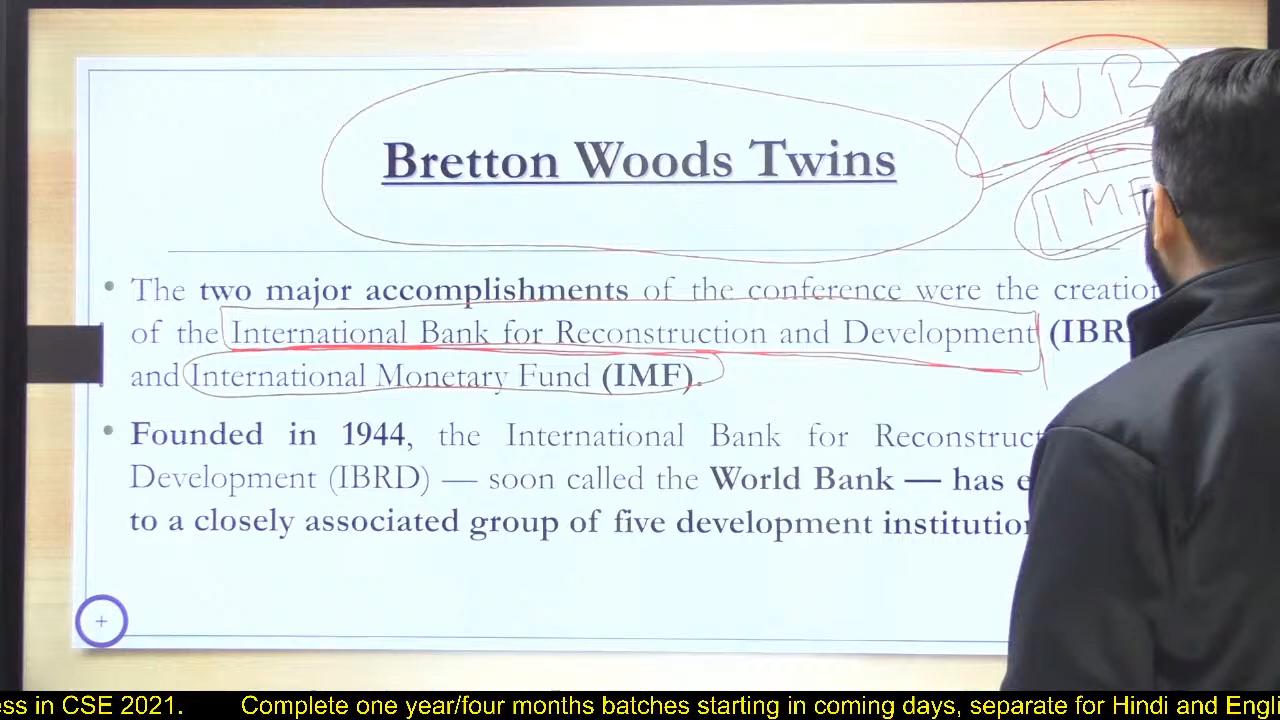 WB
Bretton Woods Twins
+
IMF
The two major accomplishments of the conference were the creation
of the International Bank for Reconstruction and Development (IBR
and International Monetary Fund (IMF).
Founded in 1944, the International Bank for Reconstruct
Development (IBRD) — soon called the World Bank — has e
to a closely associated group of five development institution
+
ess in CSE 2021. Complete one year/four months batches starting in coming days, separate for Hindi and Engli